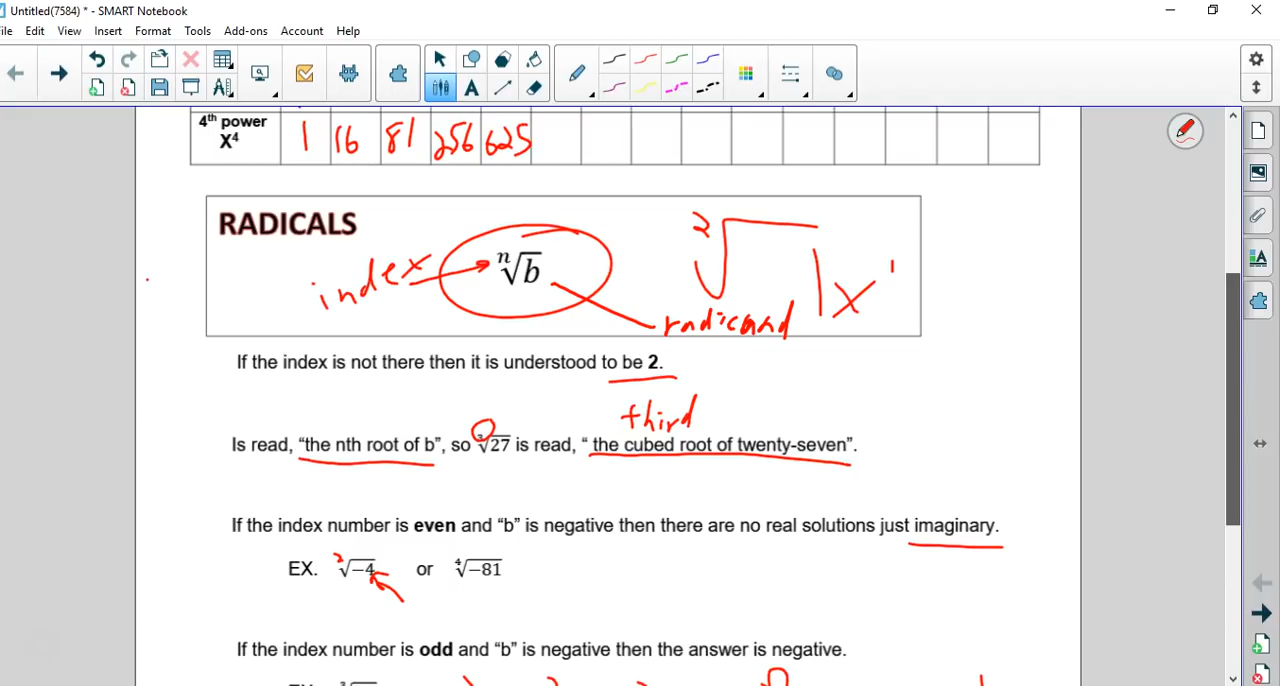 Untitled(7584) * - SMART Notebook
File Edit View Insert Format Tools Add-ons Account Help
4th power
X⁴ 1 16 81 256 625
RADICALS
index ⁿ√b 2√ 1x'
radicand
If the index is not there then it is understood to be 2.
third
Is read, “the nth root of b”, so ³√27 is read, “ the cubed root of twenty-seven”.
If the index number is even and “b” is negative then there are no real solutions just imaginary.
EX. ²√−4 or ⁴√−81
If the index number is odd and “b” is negative then the answer is negative.